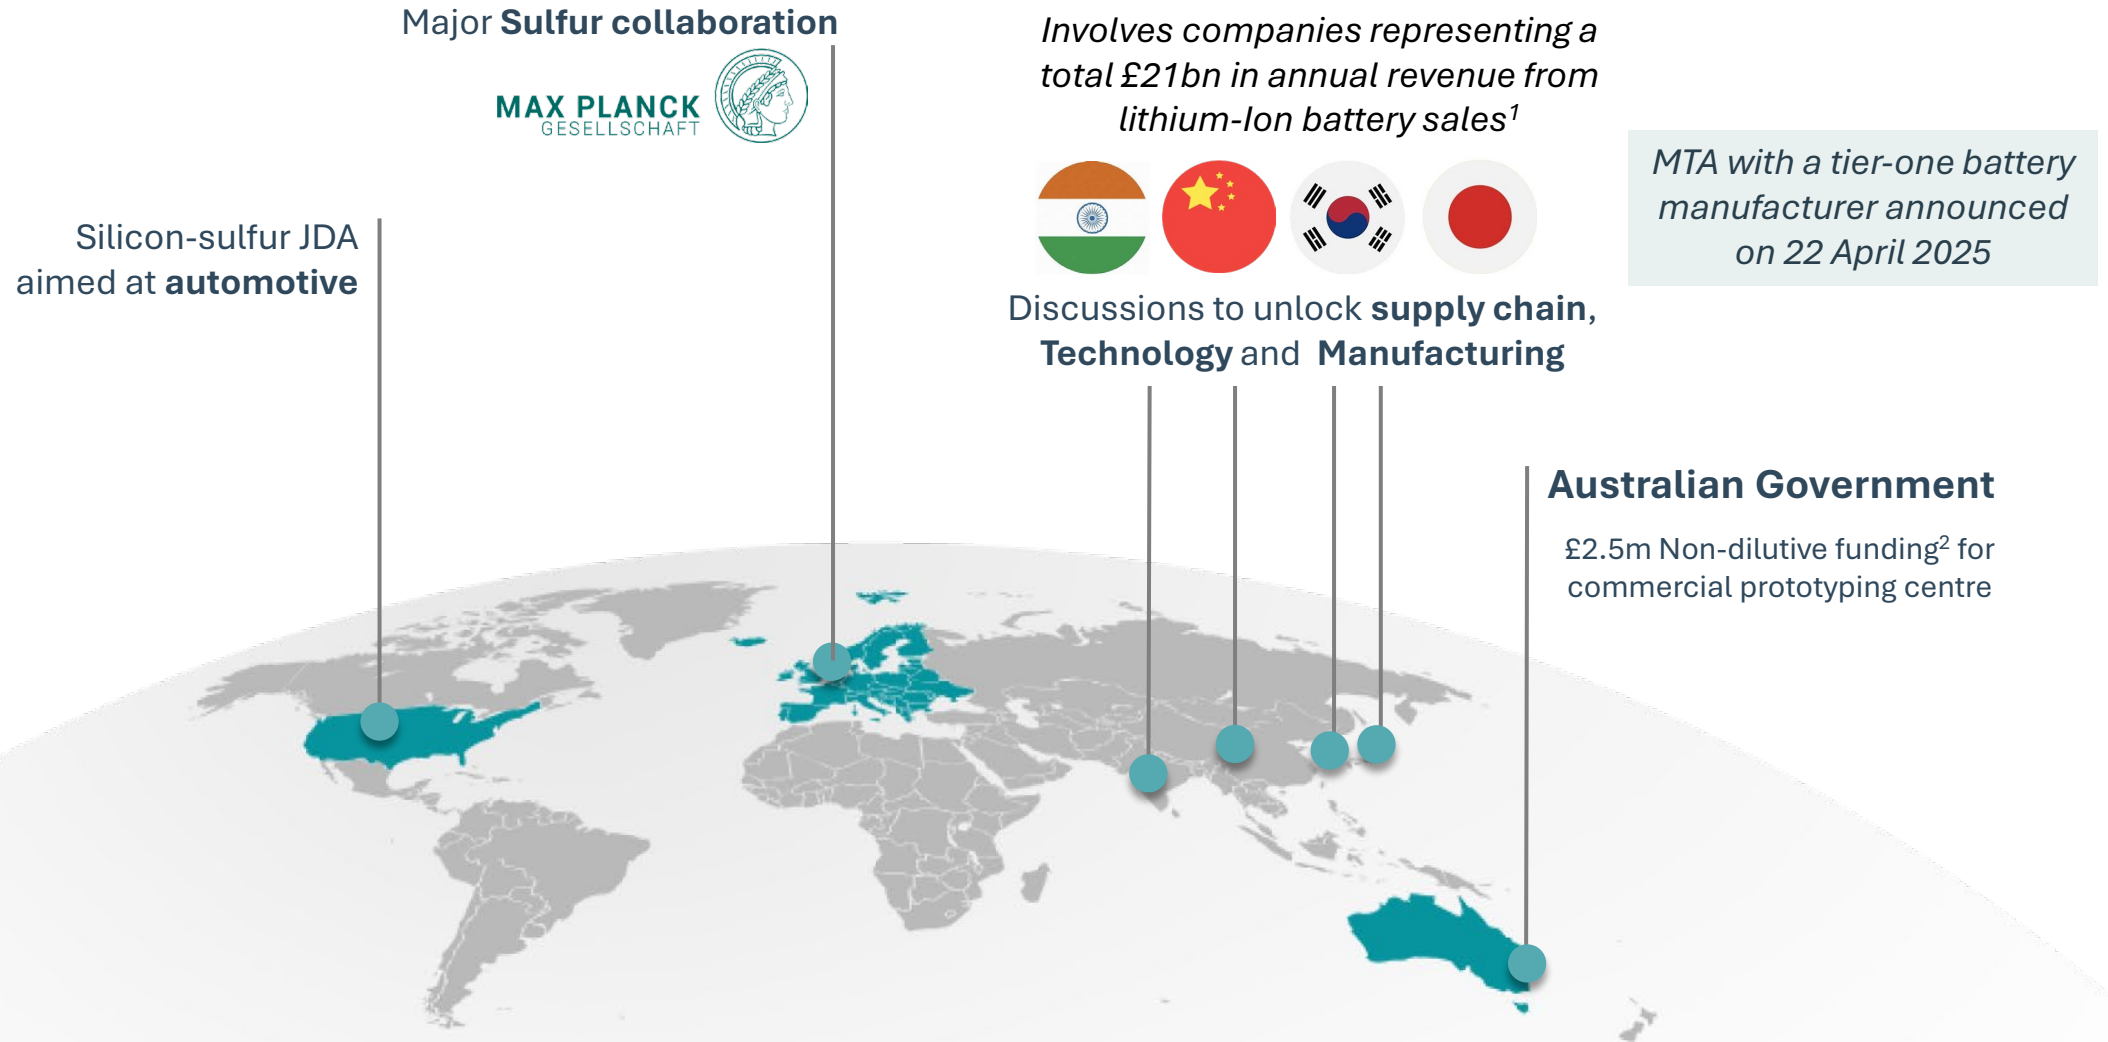 Major Sulfur collaboration
MAX PLANCK
GESELLSCHAFT
Silicon-sulfur JDA
aimed at automotive
Involves companies representing a
total £21bn in annual revenue from
lithium-Ion battery sales¹
Discussions to unlock supply chain,
Technology and Manufacturing
MTA with a tier-one battery
manufacturer announced
on 22 April 2025
Australian Government
£2.5m Non-dilutive funding² for
commercial prototyping centre